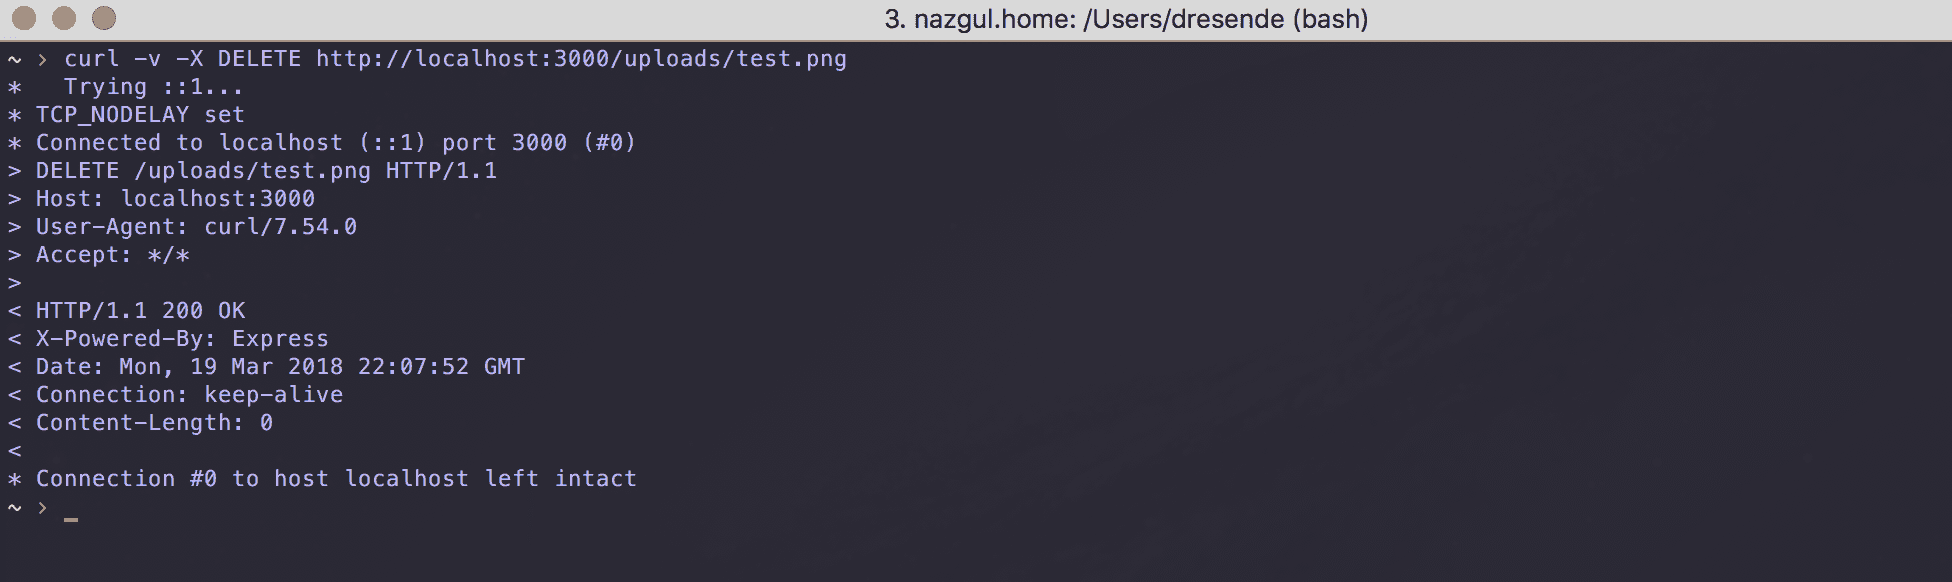 3. nazgul.home: /Users/dresende (bash)
~ › curl -v -X DELETE http://localhost:3000/uploads/test.png
*   Trying ::1...
* TCP_NODELAY set
* Connected to localhost (::1) port 3000 (#0)
> DELETE /uploads/test.png HTTP/1.1
> Host: localhost:3000
> User-Agent: curl/7.54.0
> Accept: */*
>
< HTTP/1.1 200 OK
< X-Powered-By: Express
< Date: Mon, 19 Mar 2018 22:07:52 GMT
< Connection: keep-alive
< Content-Length: 0
<
* Connection #0 to host localhost left intact
~ › _